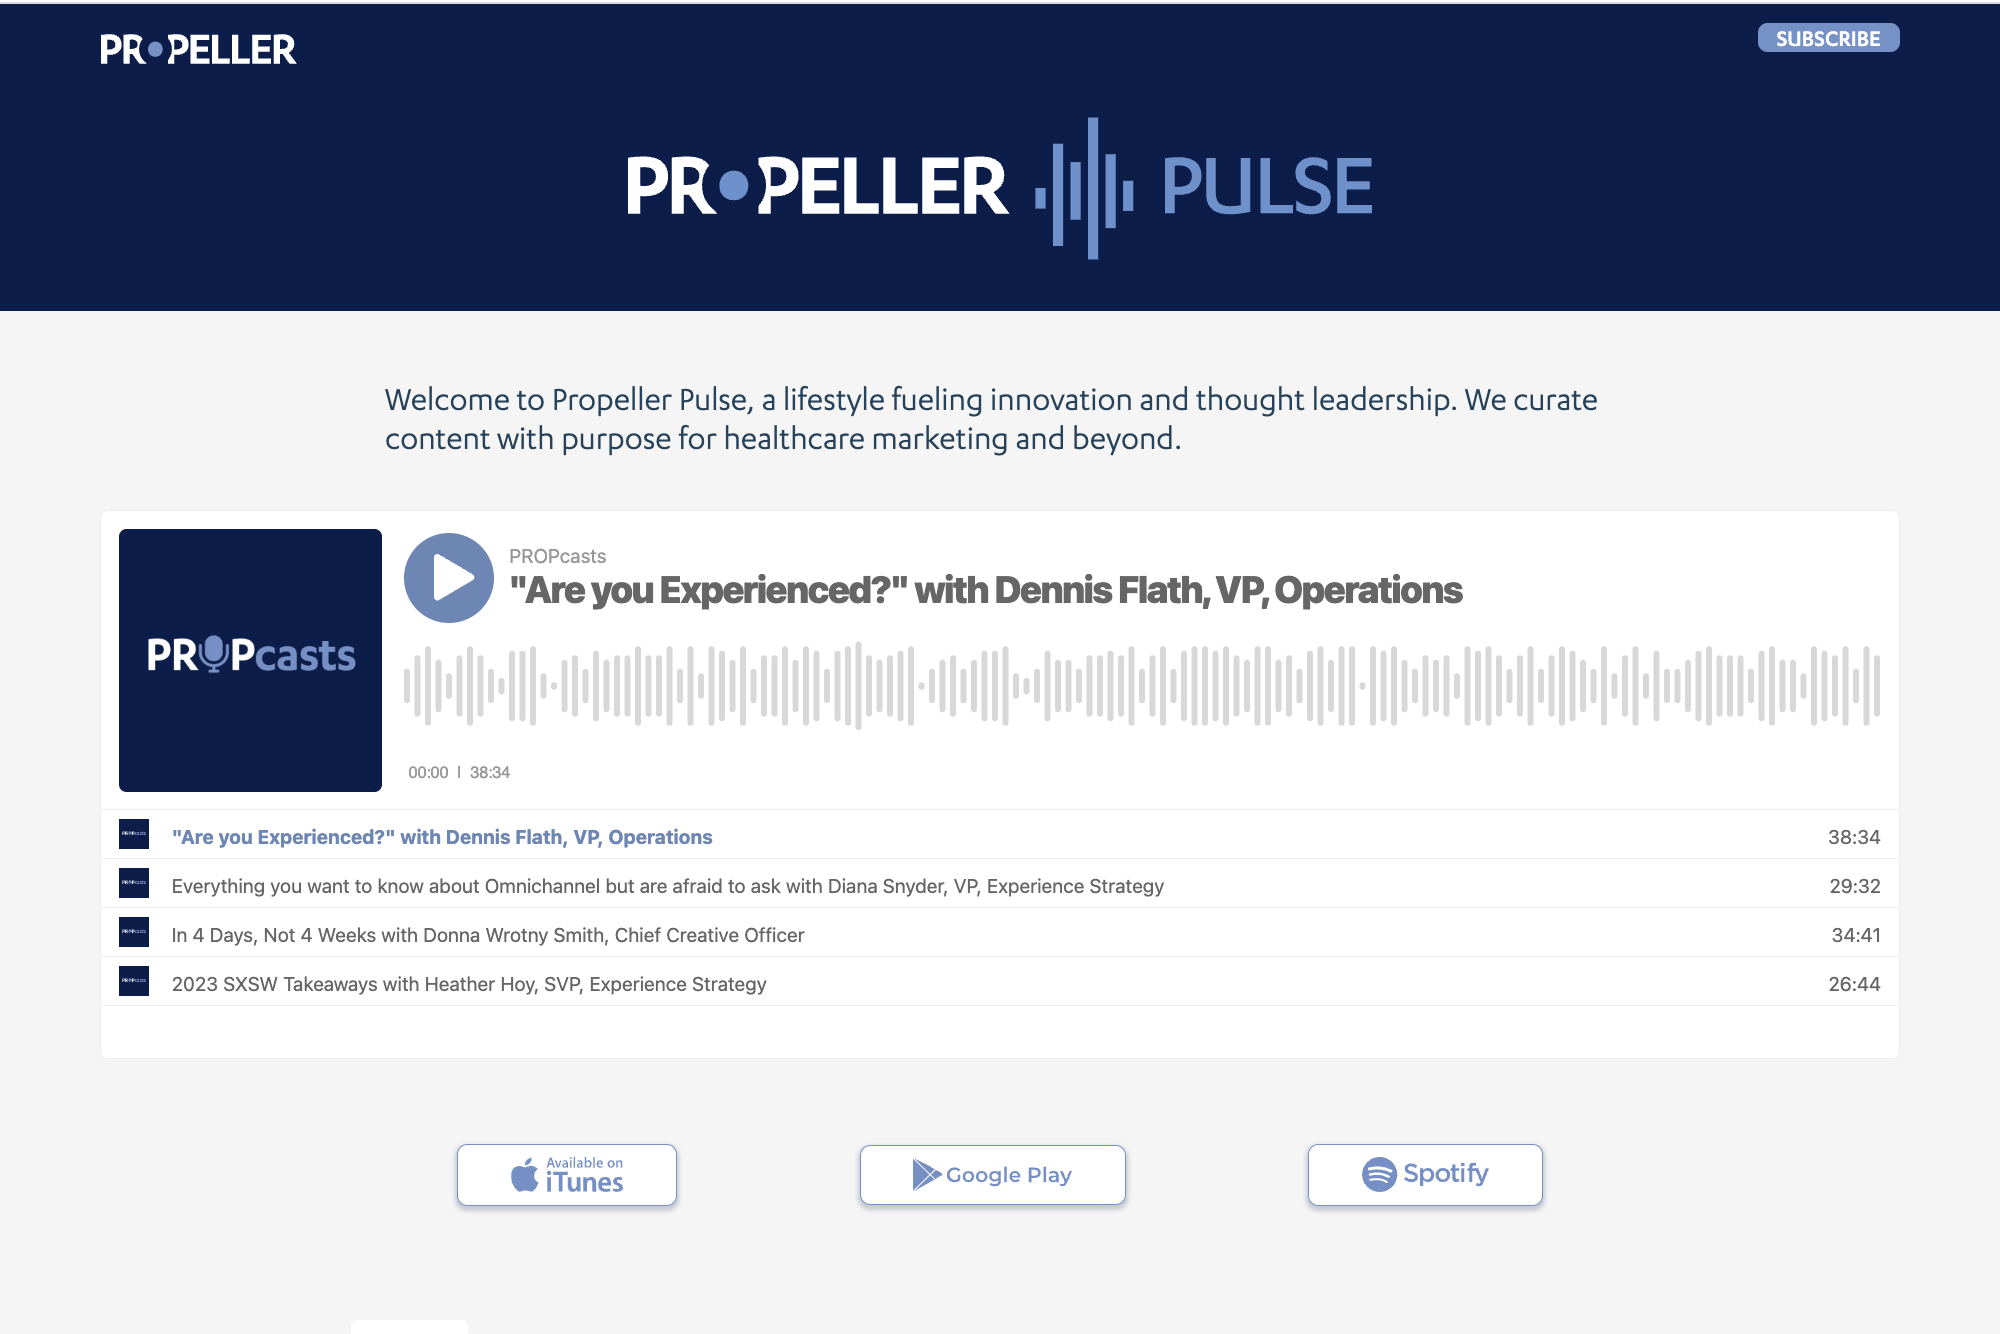 PROPELLER
SUBSCRIBE
PROPELLER PULSE
Welcome to Propeller Pulse, a lifestyle fueling innovation and thought leadership. We curate
content with purpose for healthcare marketing and beyond.
PROPcasts
PROPcasts
"Are you Experienced?" with Dennis Flath, VP, Operations
00:00 | 38:34
PROPcasts "Are you Experienced?" with Dennis Flath, VP, Operations 38:34
PROPcasts Everything you want to know about Omnichannel but are afraid to ask with Diana Snyder, VP, Experience Strategy 29:32
PROPcasts In 4 Days, Not 4 Weeks with Donna Wrotny Smith, Chief Creative Officer 34:41
PROPcasts 2023 SXSW Takeaways with Heather Hoy, SVP, Experience Strategy 26:44
Available on
iTunes
Google Play
Spotify